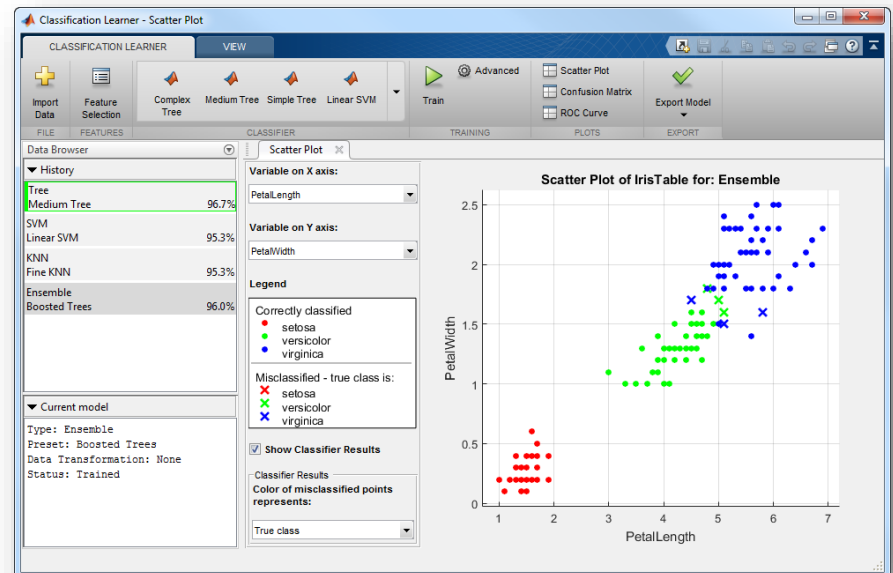 Classification Learner - Scatter Plot
CLASSIFICATION LEARNER
VIEW
Import
Data
Feature
Selection
Complex
Tree
Medium Tree
Simple Tree
Linear SVM
Train
Advanced
Scatter Plot
Confusion Matrix
ROC Curve
Export Model
FILE
FEATURES
CLASSIFIER
TRAINING
PLOTS
EXPORT
Data Browser
History
Tree
Medium Tree 96.7%
SVM
Linear SVM 95.3%
KNN
Fine KNN 95.3%
Ensemble
Boosted Trees 96.0%
Current model
Type: Ensemble
Preset: Boosted Trees
Data Transformation: None
Status: Trained
Scatter Plot
Variable on X axis:
PetalLength
Variable on Y axis:
PetalWidth
Legend
Correctly classified
setosa
versicolor
virginica
Misclassified - true class is:
setosa
versicolor
virginica
Show Classifier Results
Classifier Results
Color of misclassified points
represents:
True class
Scatter Plot of IrisTable for: Ensemble
2.5
2
1.5
1
0.5
0
PetalWidth
1 2 3 4 5 6 7
PetalLength